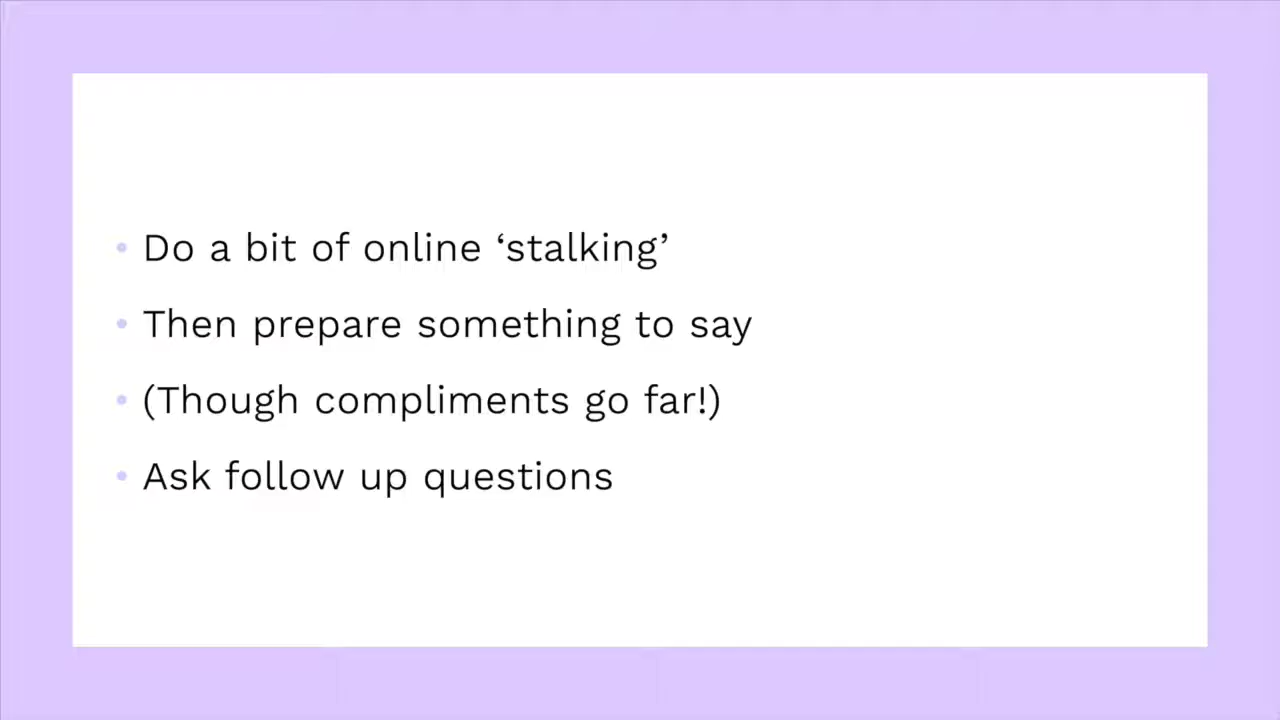 • Do a bit of online ‘stalking’
• Then prepare something to say
• (Though compliments go far!)
• Ask follow up questions